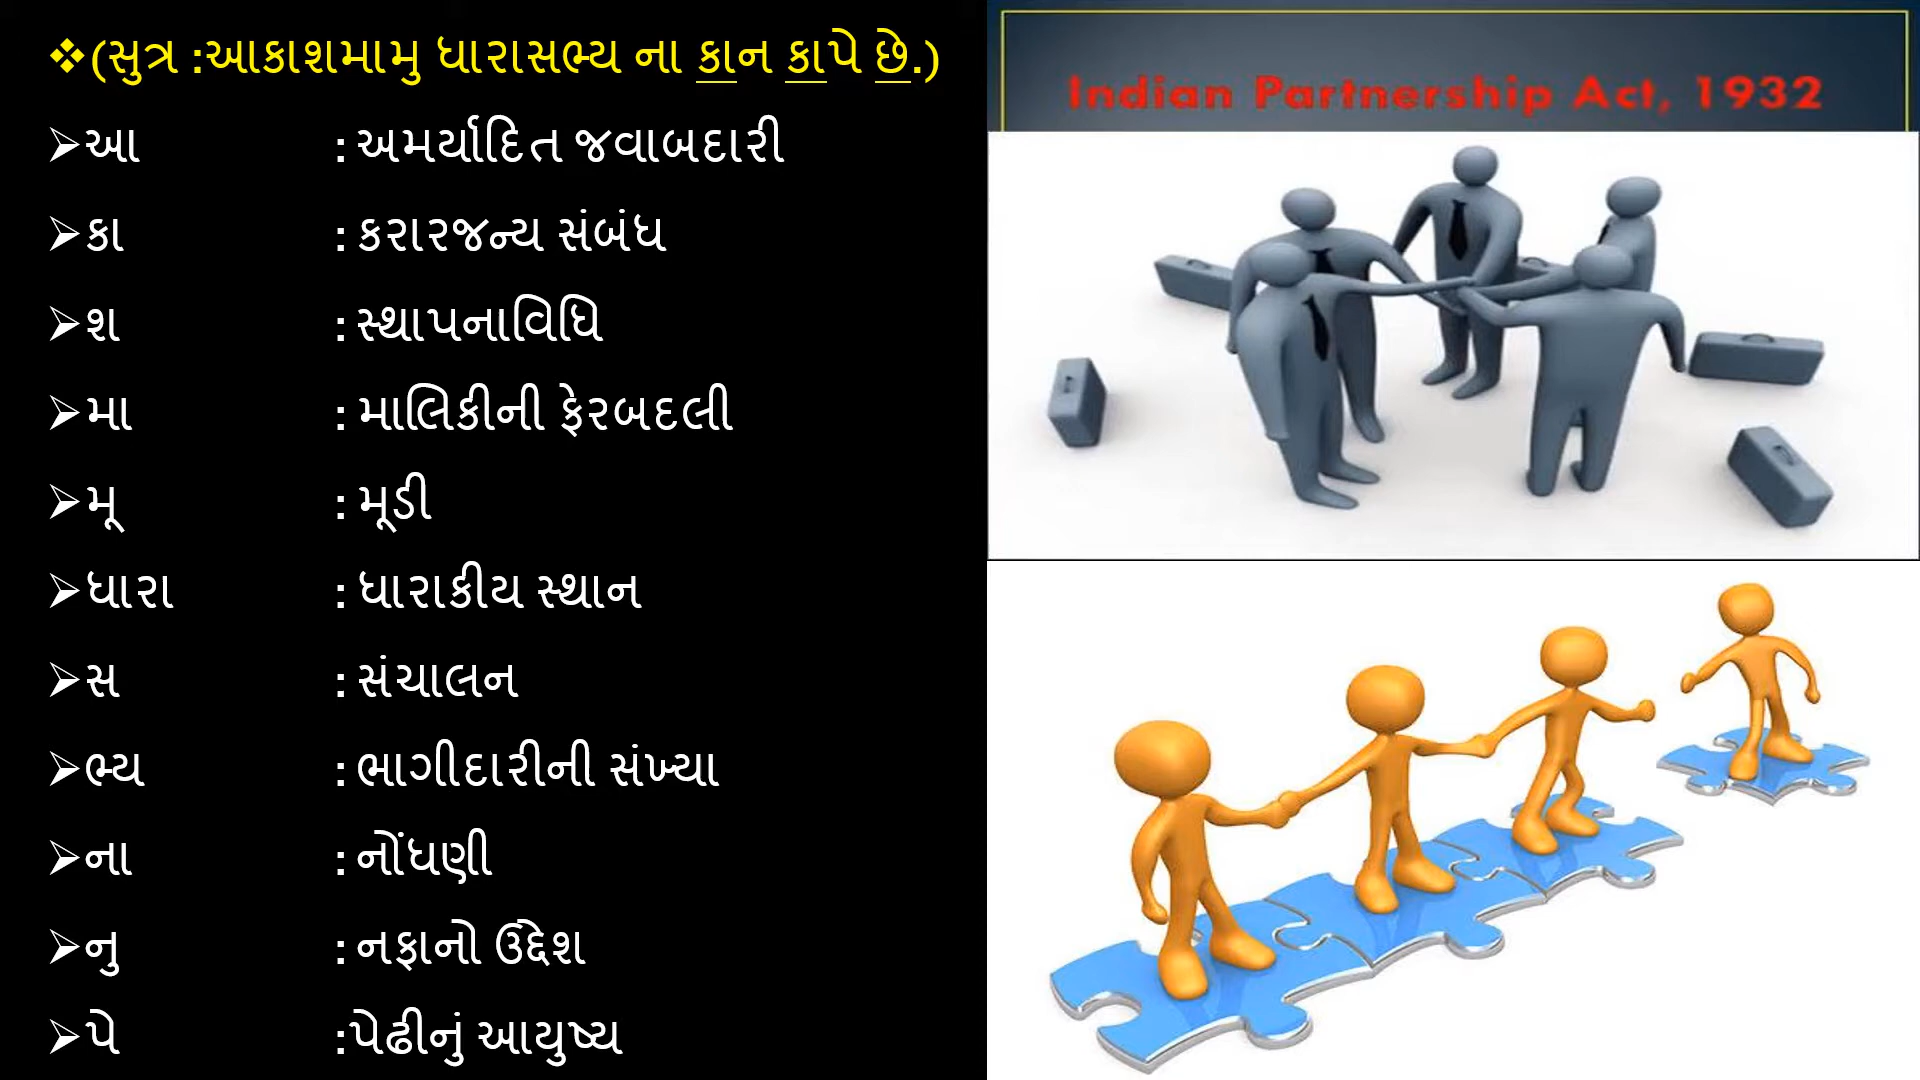 ❖(સુત્ર :આકાશમામુ ધારાસભ્ય ના કાન કાપે છે.)
➢આ : અમર્યાદિત જવાબદારી
➢કા : કરારજન્ય સંબંધ
➢શ : સ્થાપનાવિધિ
➢મા : માલિકીની ફેરબદલી
➢મૂ : મૂડી
➢ધારા : ધારાકીય સ્થાન
➢સ : સંચાલન
➢ભ્ય : ભાગીદારીની સંખ્યા
➢ના : નોંધણી
➢નુ : નફાનો ઉદ્દેશ
➢પે :પેઢીનું આયુષ્ય
Indian Partnership Act, 1932